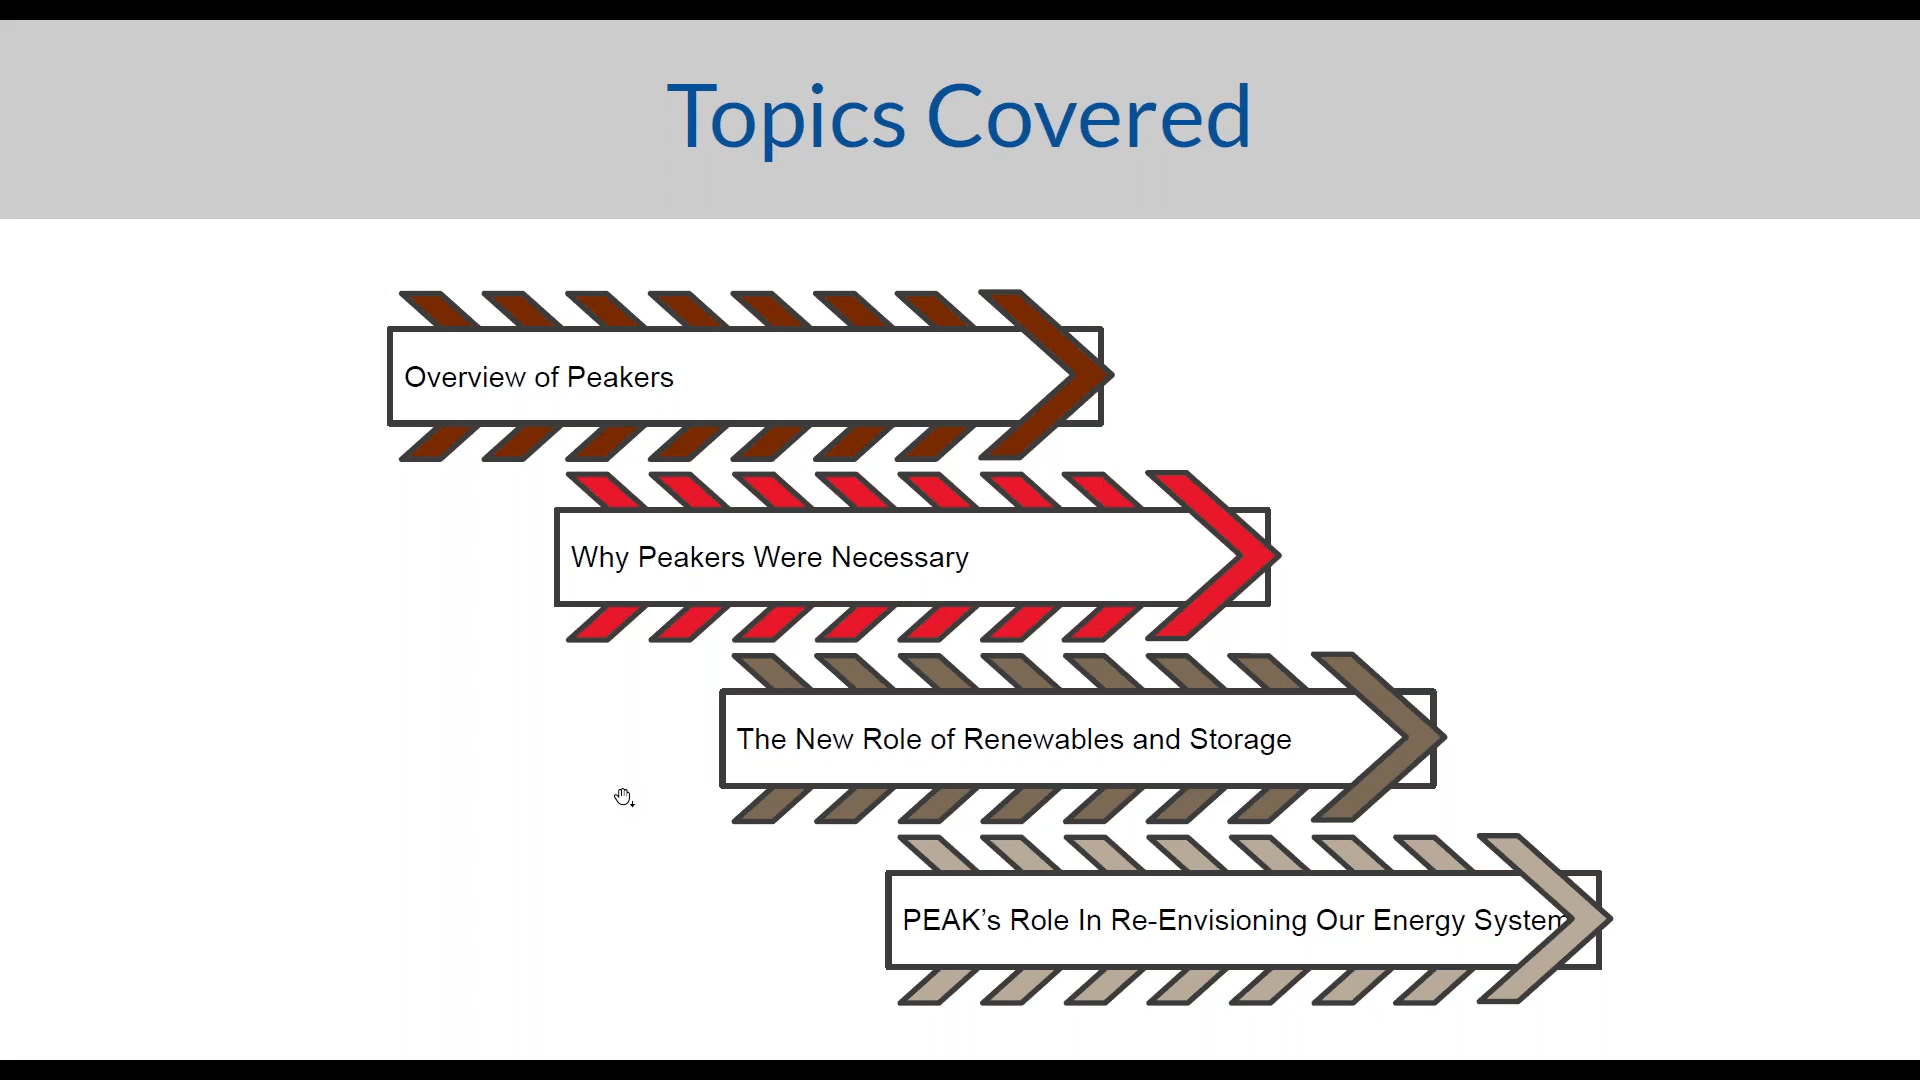 Topics Covered
Overview of Peakers
Why Peakers Were Necessary
The New Role of Renewables and Storage
PEAK’s Role In Re-Envisioning Our Energy System